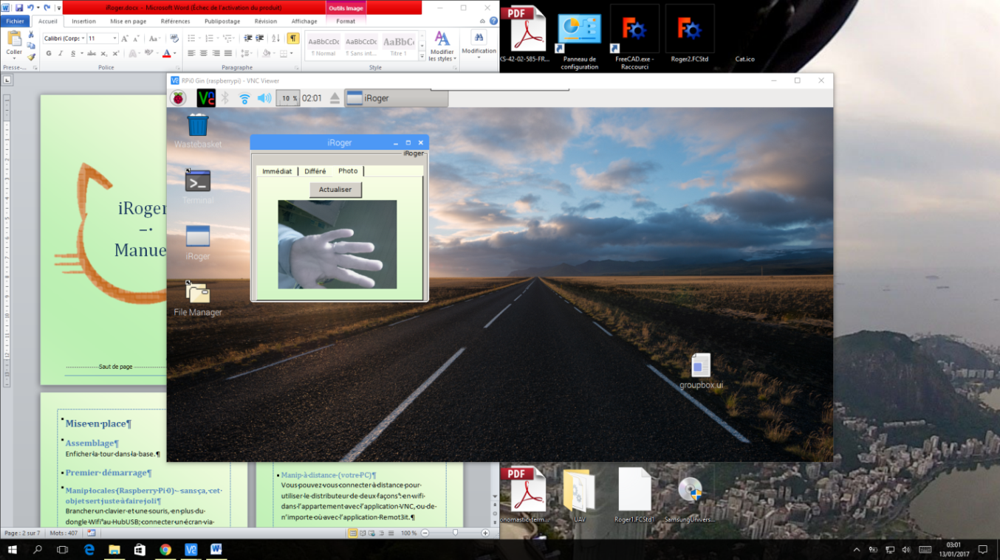 iRoger.docx - Microsoft Word (Échec de l'activation du produit)
Outils Image
Fichier Accueil Insertion Mise en page Références Publipostage Révision Affichage Format
Calibri (Corps 11
Coller
G I S abc
Presse-... Police Paragraphe Style
AaBbCcDc AaBbCcDc AaBbC
¶ Normal ¶ Sans int... Titre 1
Modifier les styles
Modification
iRoger
–·
Manue
Saut de page
Mise·en·place¶
Assemblage¶
Enficher·la·tour·dans·la·base.¶
Premier·démarrage¶
Manip·locales·(Raspberry·Pi·0)·-·sans·ça,·cet·
objet·sert·juste·à·faire·joli¶
Brancher·un·clavier·et·une·souris,·en·plus·du·
dongle·Wifi°au·Hub·USB;·connecter·un·écran·via·
Manip·à·distance·(votre·PC)¶
Vous·pouvez·vous·connecter·à·distance·pour·
utiliser·le·distributeur·de·deux·façons°:·en·wifi·
dans·l'appartement·avec·l'application·VNC,·ou·de·
n'importe·où·avec·l'application·Remot3it.¶
Page : 2 sur 7 Mots : 407 100 %
RPi0 Gin (raspberrypi) - VNC Viewer
10 % 02:01 iRoger
Wastebasket
Terminal
iRoger
File Manager
iRoger
iRoger
Immédiat Différé Photo
Actualiser
groupbox.ui
PDF
KS-42-02-585-FR...
Panneau de
configuration
FreeCAD.exe -
Raccourci
Roger2.FCStd
Cat.ico
PDF
onomastic-term...
UAV
Roger1.FCStd1
SamsungUnivers...
03:01
13/01/2017